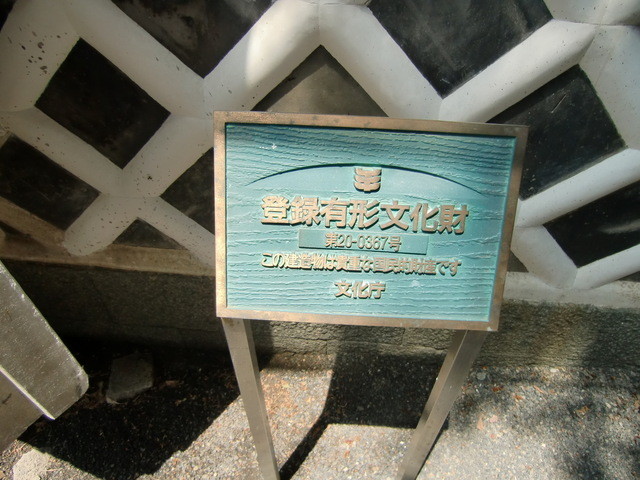 登録有形文化財
第20-0367号
この建造物は貴重な国民的財産です
文化庁